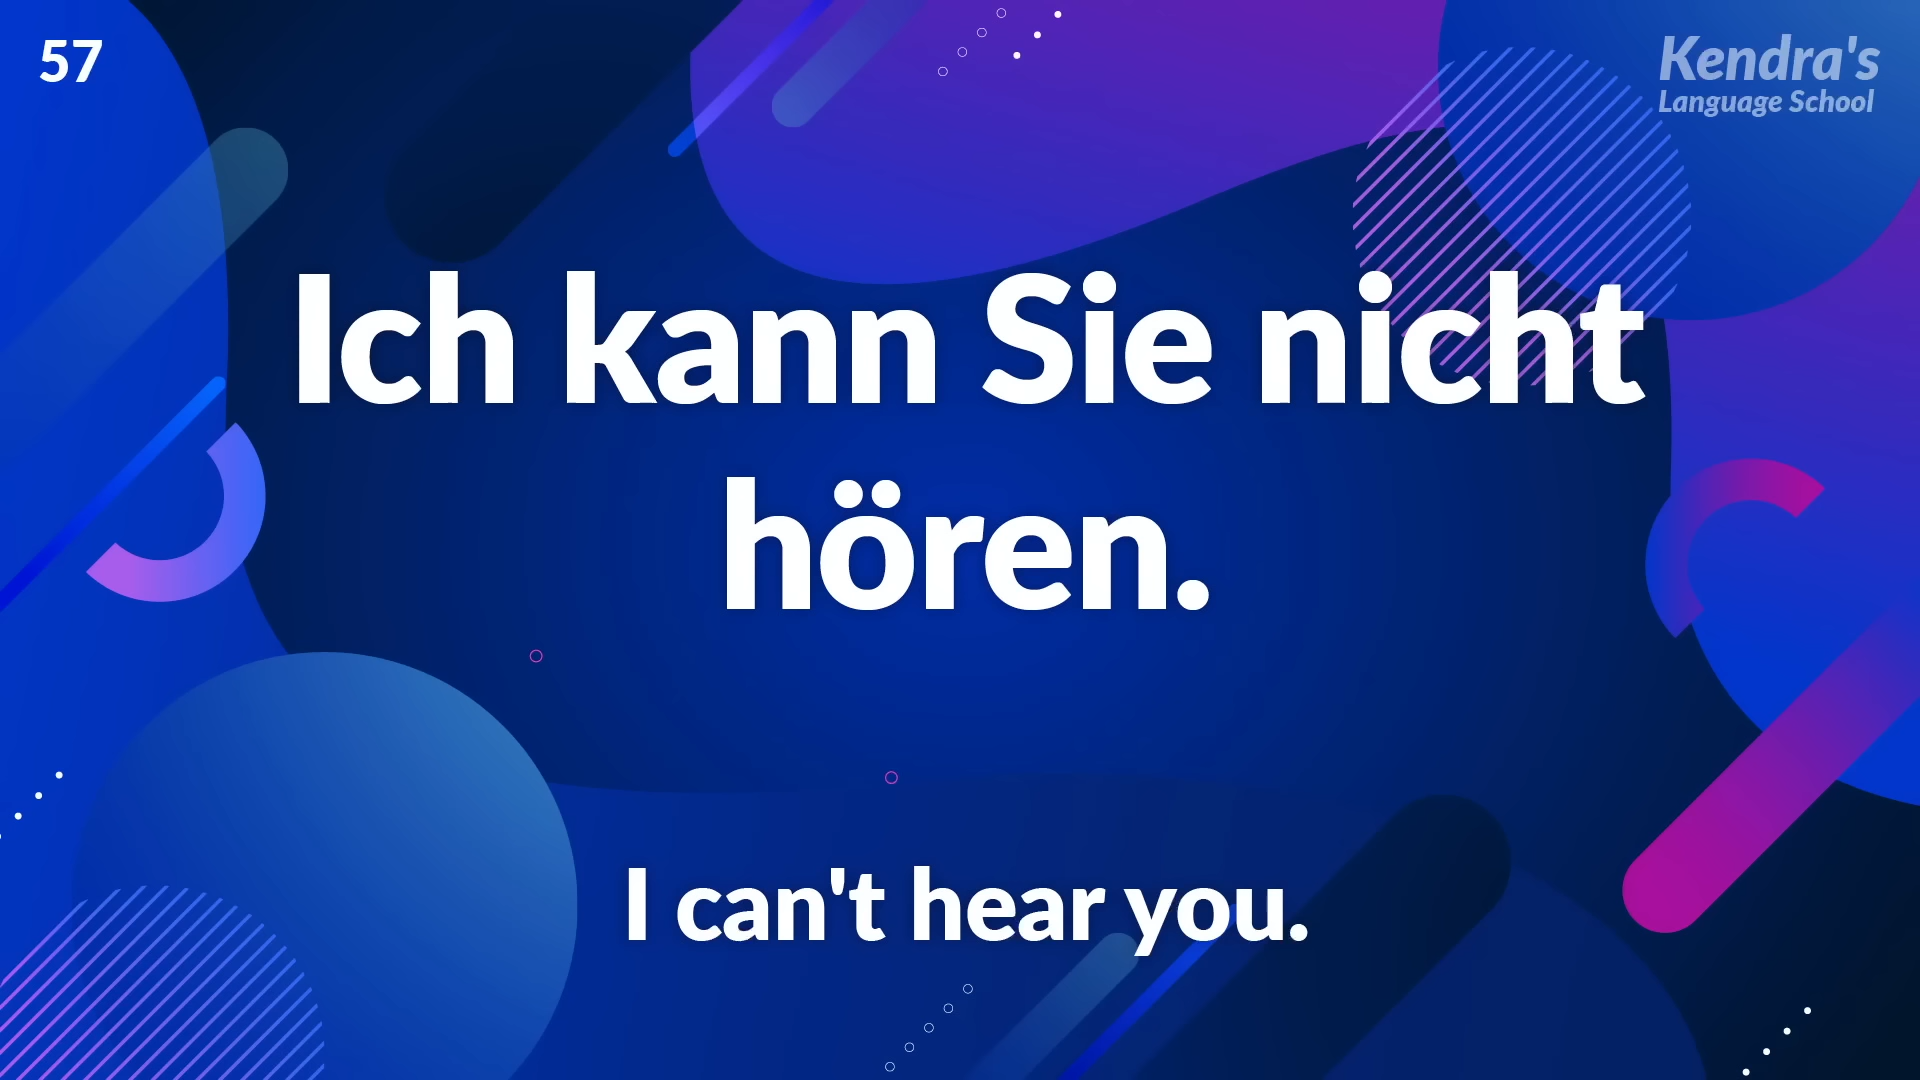 57
Kendra's
Language School
Ich kann Sie nicht
hören.
I can't hear you.